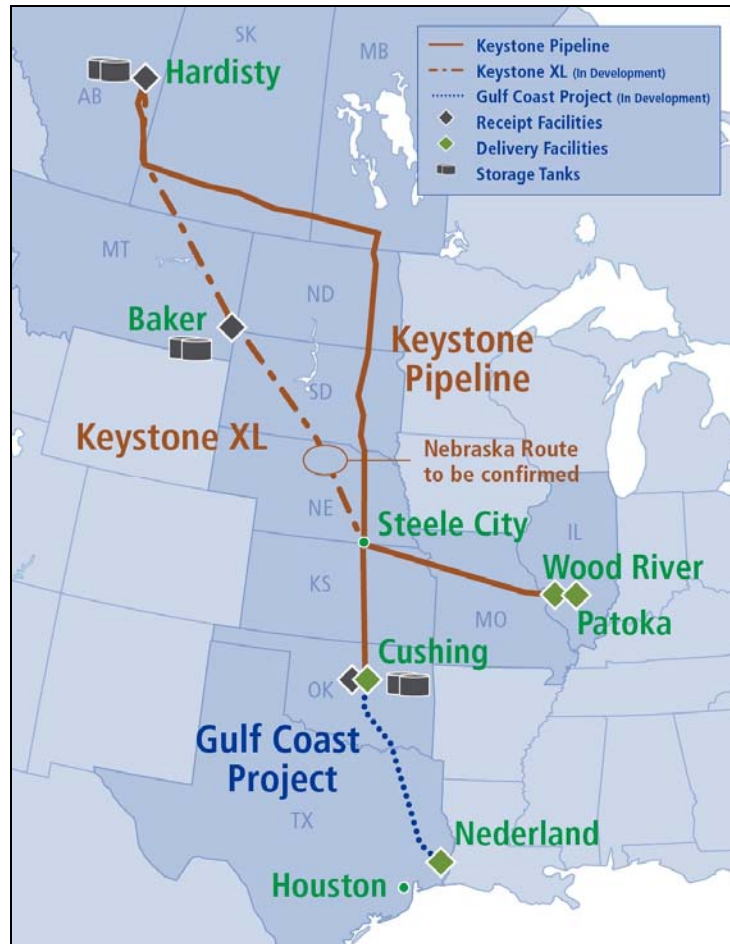 SK
MB
Hardisty
AB
Keystone Pipeline
Keystone XL (In Development)
Gulf Coast Project (In Development)
Receipt Facilities
Delivery Facilities
Storage Tanks
MT
ND
Baker
Keystone
Pipeline
SD
Keystone XL
Nebraska Route
to be confirmed
NE
Steele City
IL
Wood River
KS
MO
Patoka
Cushing
OK
Gulf Coast
Project
TX
Nederland
Houston